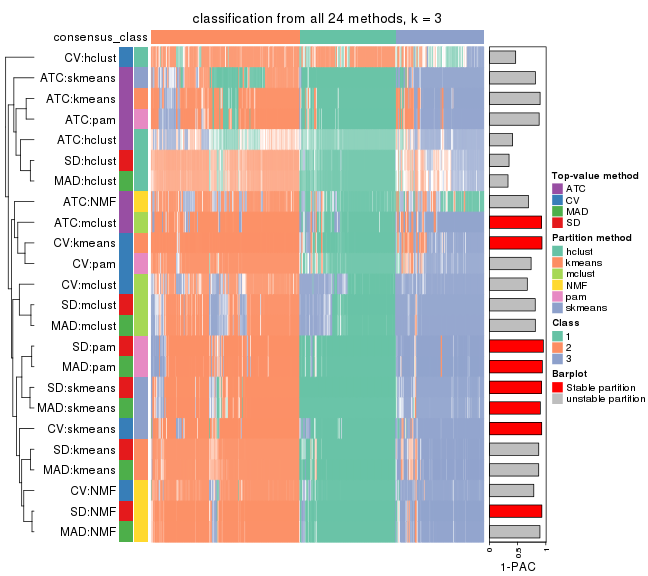 classification from all 24 methods, k = 3
consensus_class
CV:hclust
ATC:skmeans
ATC:kmeans
ATC:pam
ATC:hclust
SD:hclust
MAD:hclust
ATC:NMF
ATC:mclust
CV:kmeans
CV:pam
CV:mclust
SD:mclust
MAD:mclust
SD:pam
MAD:pam
SD:skmeans
MAD:skmeans
CV:skmeans
SD:kmeans
MAD:kmeans
CV:NMF
SD:NMF
MAD:NMF
0
0.5
1
1-PAC
Top-value method
ATC
CV
MAD
SD
Partition method
hclust
kmeans
mclust
NMF
pam
skmeans
Class
1
2
3
Barplot
Stable partition
unstable partition